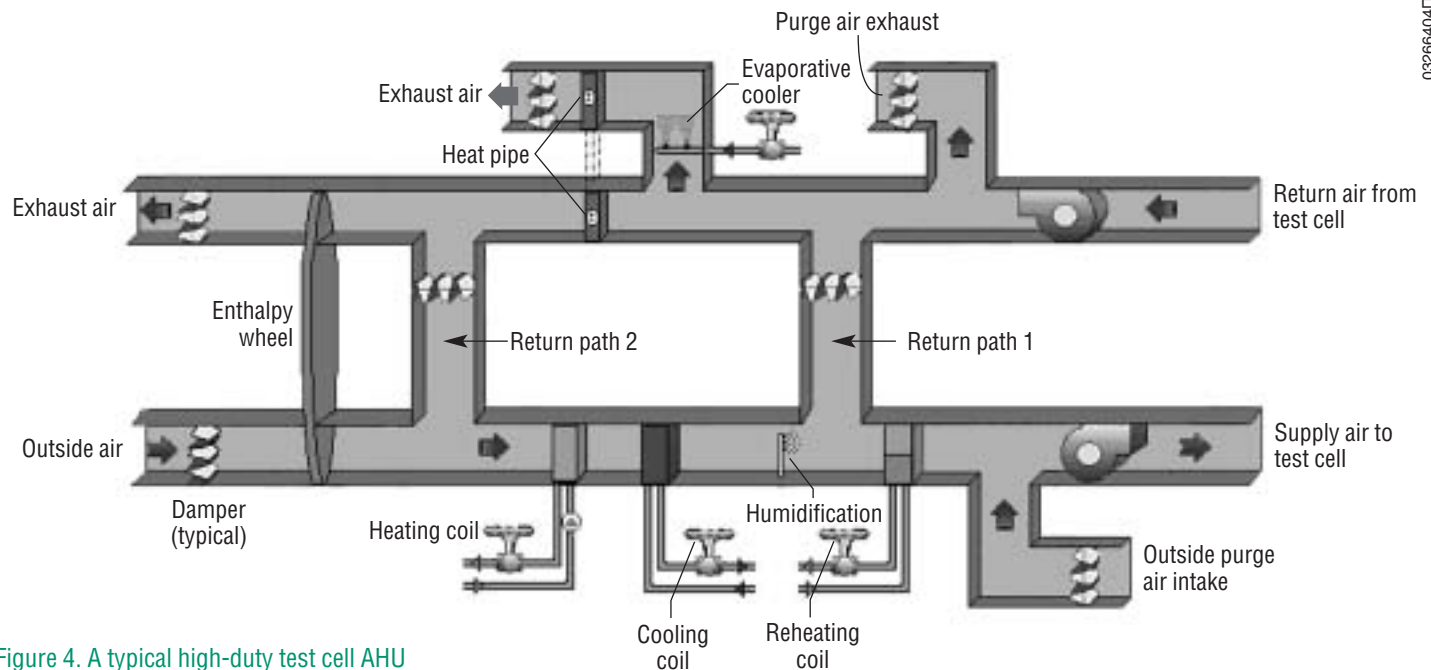 Purge air exhaust
03266404
Evaporative
cooler
Exhaust air
Heat pipe
Exhaust air
Return air from
test cell
Enthalpy
wheel
Return path 2
Return path 1
Outside air
Supply air to
test cell
Damper
(typical)
Heating coil
Humidification
Outside purge
air intake
Cooling
coil
Reheating
coil
Figure 4. A typical high-duty test cell AHU